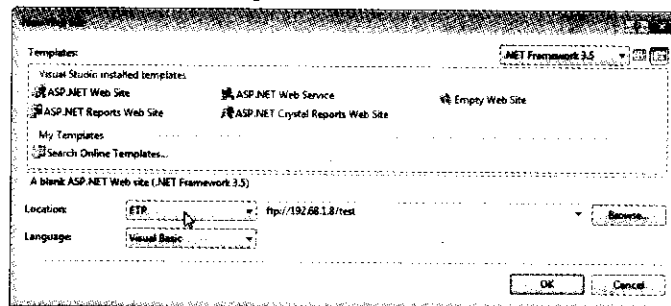 Templates: .NET Framework 3.5
Visual Studio installed templates
ASP.NET Web Site ASP.NET Web Service Empty Web Site
ASP.NET Reports Web Site ASP.NET Crystal Reports Web Site
My Templates
Search Online Templates...
A blank ASP.NET Web site (.NET Framework 3.5)
Location: FTP ftp://192.68.1.8/test Browse...
Language: Visual Basic
OK Cancel